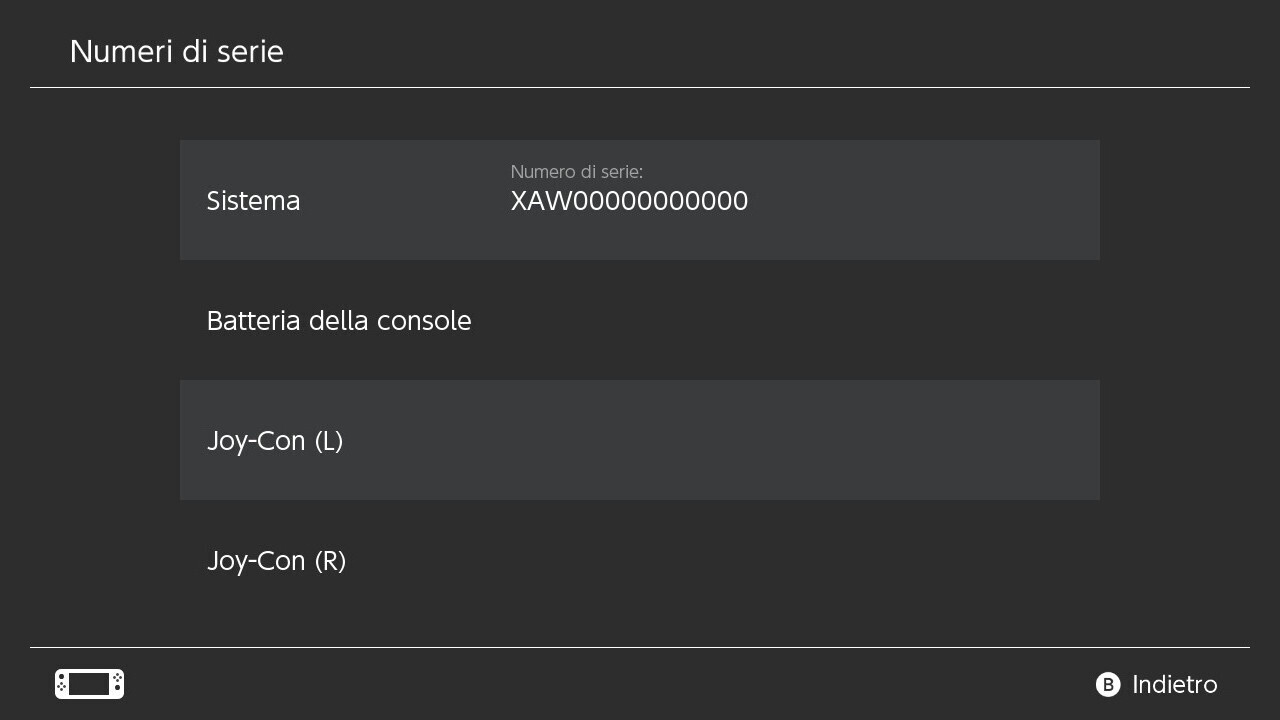 Numeri di serie
Numero di serie:
Sistema XAW00000000000
Batteria della console
Joy-Con (L)
Joy-Con (R)
B Indietro